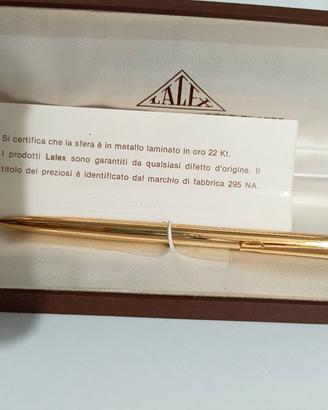 LALEX
Si certifica che la sfera è in metallo laminato in oro 22 Kt.
I prodotti Lalex sono garantiti da qualsiasi difetto d'origine. Il
titolo dei preziosi è identificato dal marchio di fabbrica 295 NA.